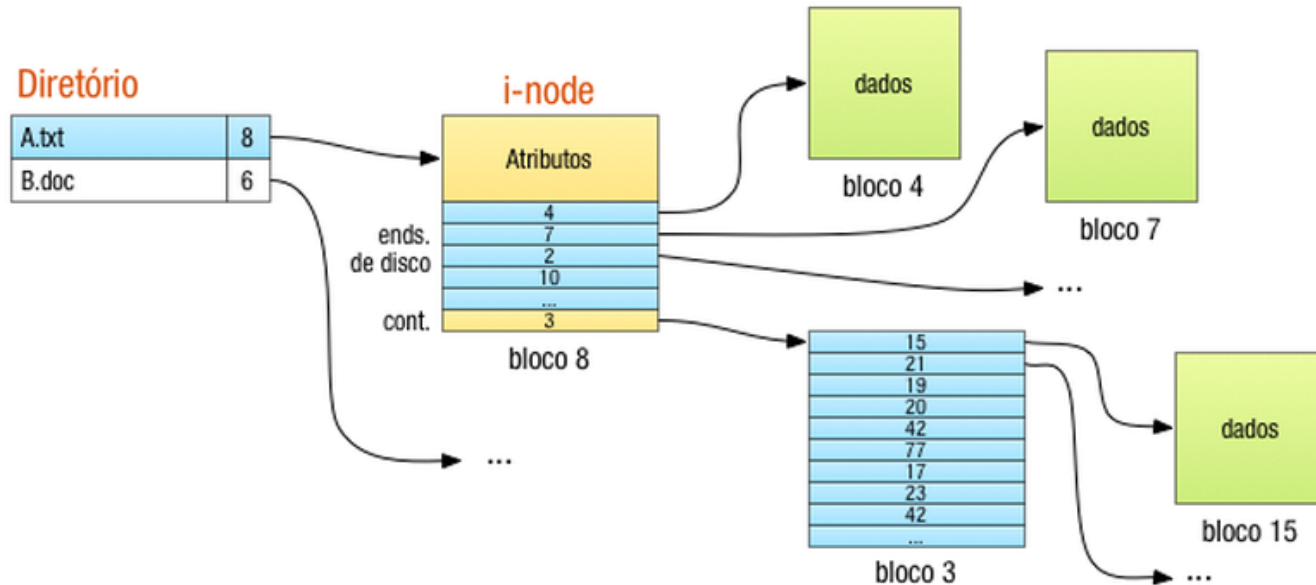 Diretório
A.txt 8
B.doc 6
...
i-node
Atributos
ends.
de disco
4
7
2
10
...
cont. 3
bloco 8
dados
bloco 4
dados
bloco 7
...
15
21
19
20
42
77
17
23
42
...
bloco 3
dados
bloco 15
...